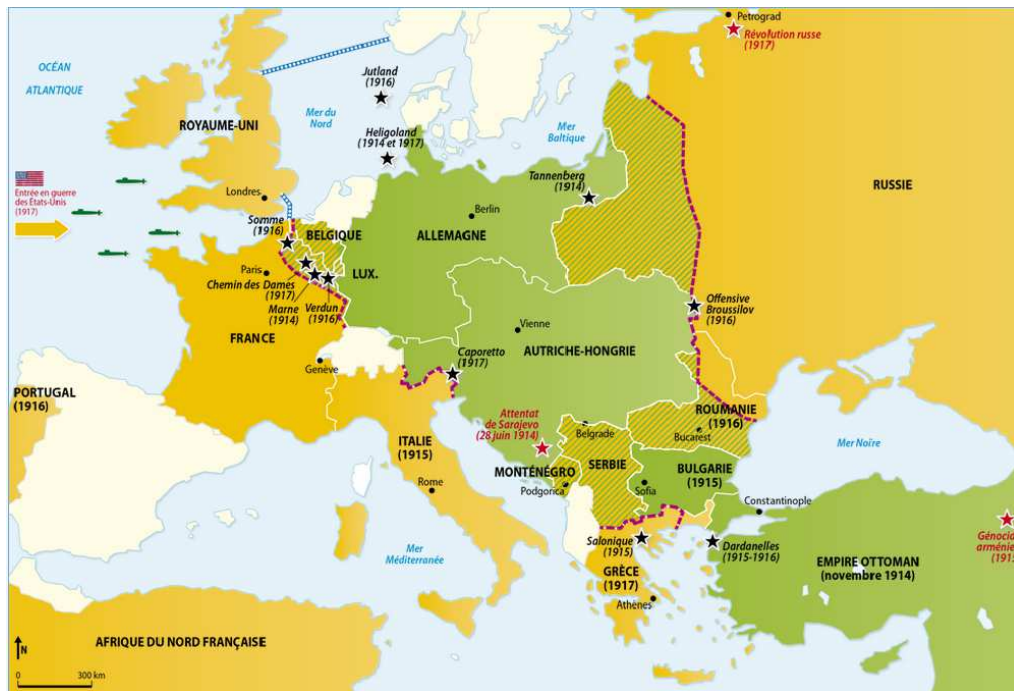 Petrograd
Révolution russe
(1917)
OCÉAN
ATLANTIQUE
Jutland
(1916)
Mer du
Nord
ROYAUME-UNI
Heligoland
(1914 et 1917)
Mer
Baltique
Entrée en guerre
des États-Unis
(1917)
Londres
Tannenberg
(1914)
RUSSIE
Somme
(1916)
BELGIQUE
Berlin
ALLEMAGNE
Paris
LUX.
Chemin des Dames
(1917)
Marne
(1914)
Verdun
(1916)
Offensive
Broussilov
(1916)
FRANCE
Vienne
AUTRICHE-HONGRIE
Genève
Caporetto
(1917)
PORTUGAL
(1916)
ROUMANIE
(1916)
Attentat
de Sarajevo
(28 juin 1914)
Belgrade
Bucarest
Mer Noire
ITALIE
(1915)
MONTÉNÉGRO
SERBIE
BULGARIE
(1915)
Rome
Podgorica
Sofia
Constantinople
Salonique
(1915)
Dardanelles
(1915-1916)
Génocid
arménie
(1915
Mer
Méditerranée
EMPIRE OTTOMAN
(novembre 1914)
GRÈCE
(1917)
Athènes
AFRIQUE DU NORD FRANÇAISE
N
0 300 km